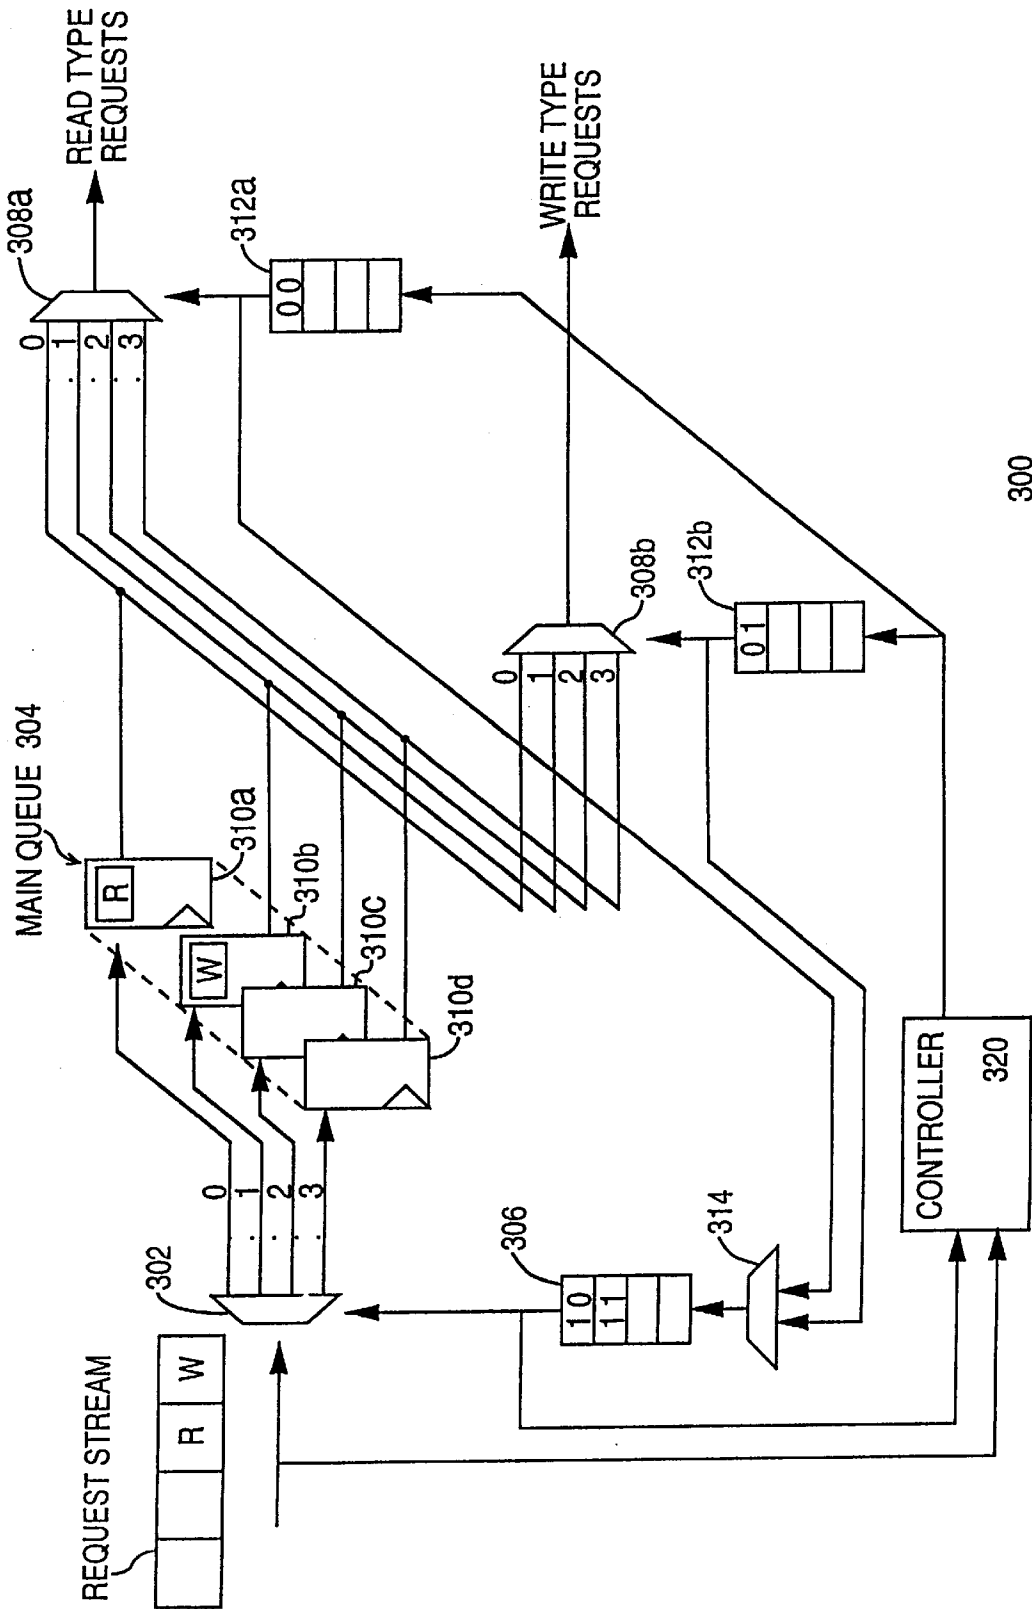 REQUEST STREAM
R W
302
0
1
2
3
MAIN QUEUE 304
R
310a
W
310b
310C
310d
308a
0
1
2
3
READ TYPE
REQUESTS
312a
0 0
WRITE TYPE
REQUESTS
308b
0
1
2
3
312b
0 1
306
1 0
1 1
314
CONTROLLER
320
300